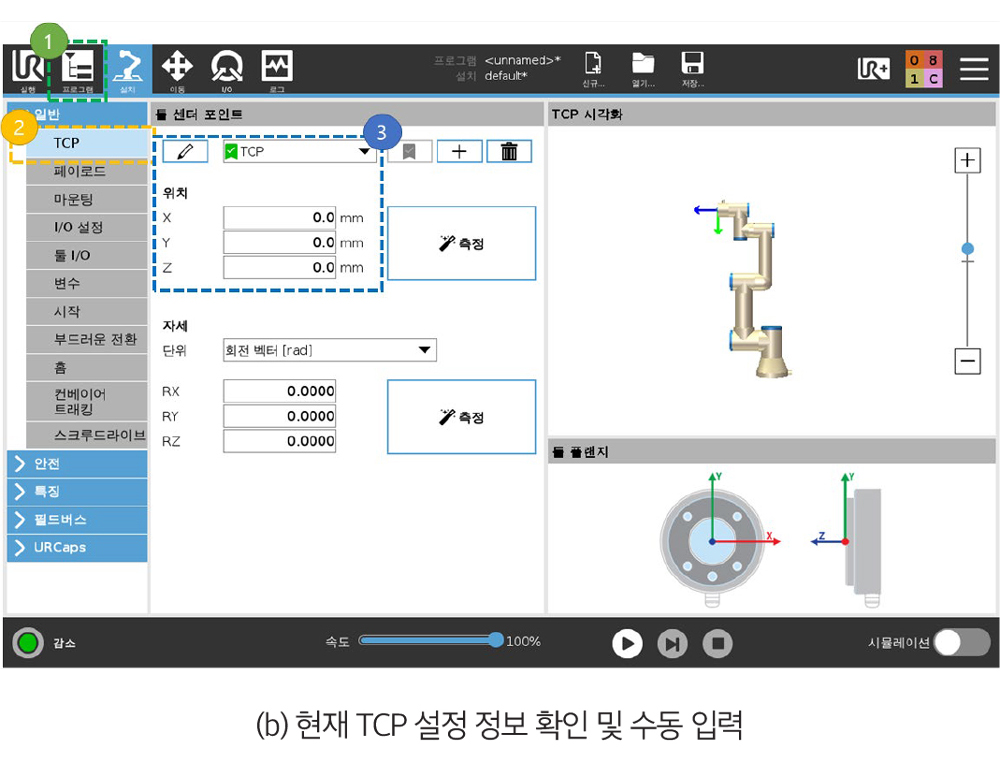 1
UR
실행
프로그램
설치
이동
I/O
로그
프로그램 <unnamed>*
설치 default*
신규...
열기...
저장...
UR+
0 8
1 C
일반
2
TCP
페이로드
마운팅
I/O 설정
툴 I/O
변수
시작
부드러운 전환
홈
컨베이어
트래킹
스크루드라이브
안전
특징
필드버스
URCaps
툴 센터 포인트
3
TCP
위치
X 0.0 mm
Y 0.0 mm
Z 0.0 mm
측정
자세
단위 회전 벡터 [rad]
RX 0.0000
RY 0.0000
RZ 0.0000
측정
TCP 시각화
툴 플랜지
Y
X
Y
Z
감소
속도 100%
시뮬레이션
(b) 현재 TCP 설정 정보 확인 및 수동 입력